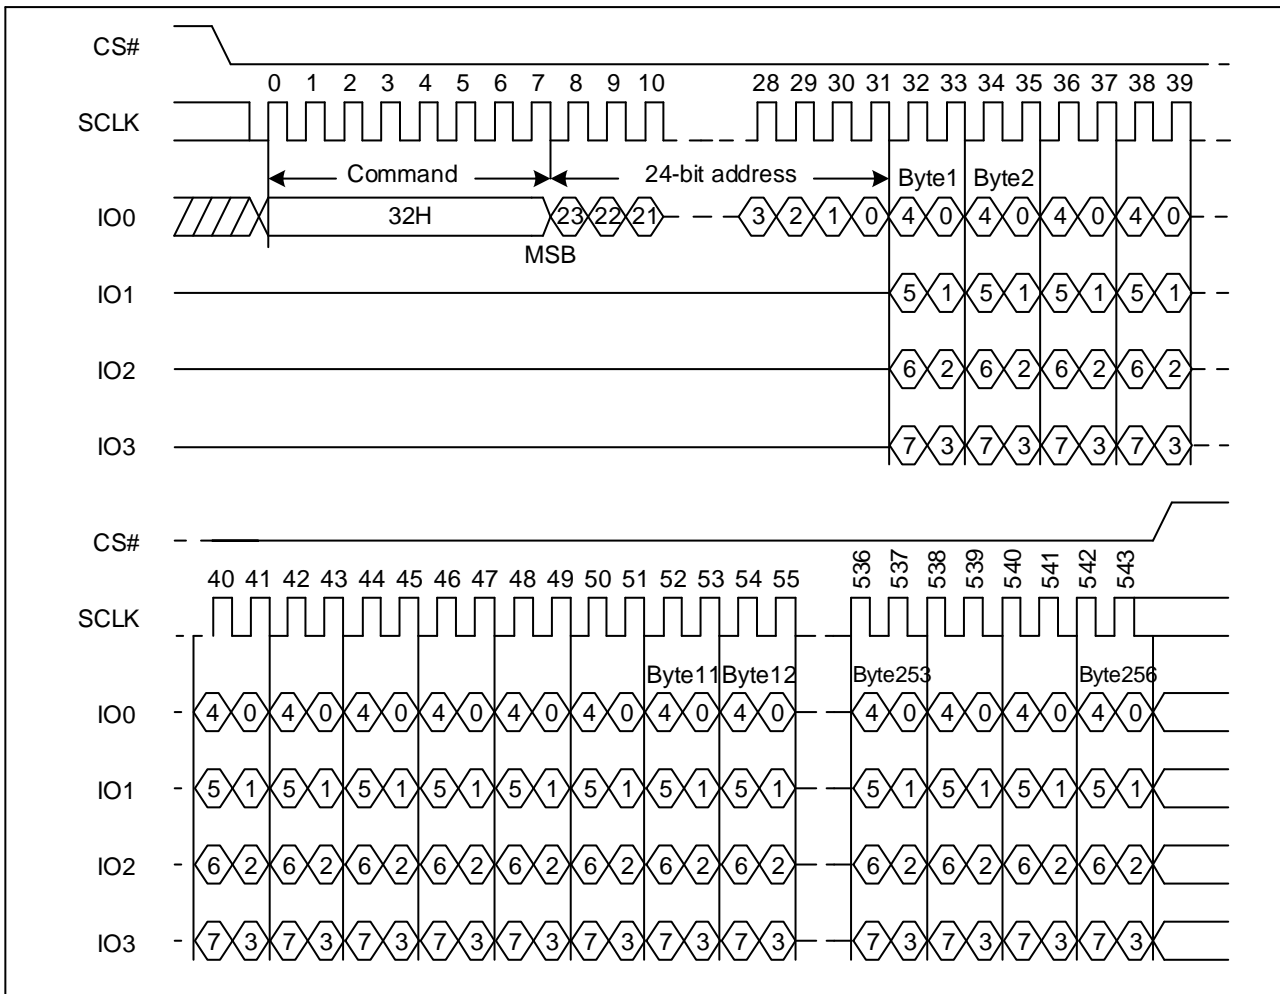 CS#
0 1 2 3 4 5 6 7 8 9 10 28 29 30 31 32 33 34 35 36 37 38 39
SCLK
Command 24-bit address Byte1 Byte2
IO0 32H 23 22 21 3 2 1 0 4 0 4 0 4 0 4 0
MSB
IO1 5 1 5 1 5 1 5 1
IO2 6 2 6 2 6 2 6 2
IO3 7 3 7 3 7 3 7 3
CS#
40 41 42 43 44 45 46 47 48 49 50 51 52 53 54 55 536 537 538 539 540 541 542 543
SCLK
Byte11 Byte12 Byte253 Byte256
IO0 4 0 4 0 4 0 4 0 4 0 4 0 4 0 4 0 4 0 4 0 4 0 4 0
IO1 5 1 5 1 5 1 5 1 5 1 5 1 5 1 5 1 5 1 5 1 5 1 5 1
IO2 6 2 6 2 6 2 6 2 6 2 6 2 6 2 6 2 6 2 6 2 6 2 6 2
IO3 7 3 7 3 7 3 7 3 7 3 7 3 7 3 7 3 7 3 7 3 7 3 7 3